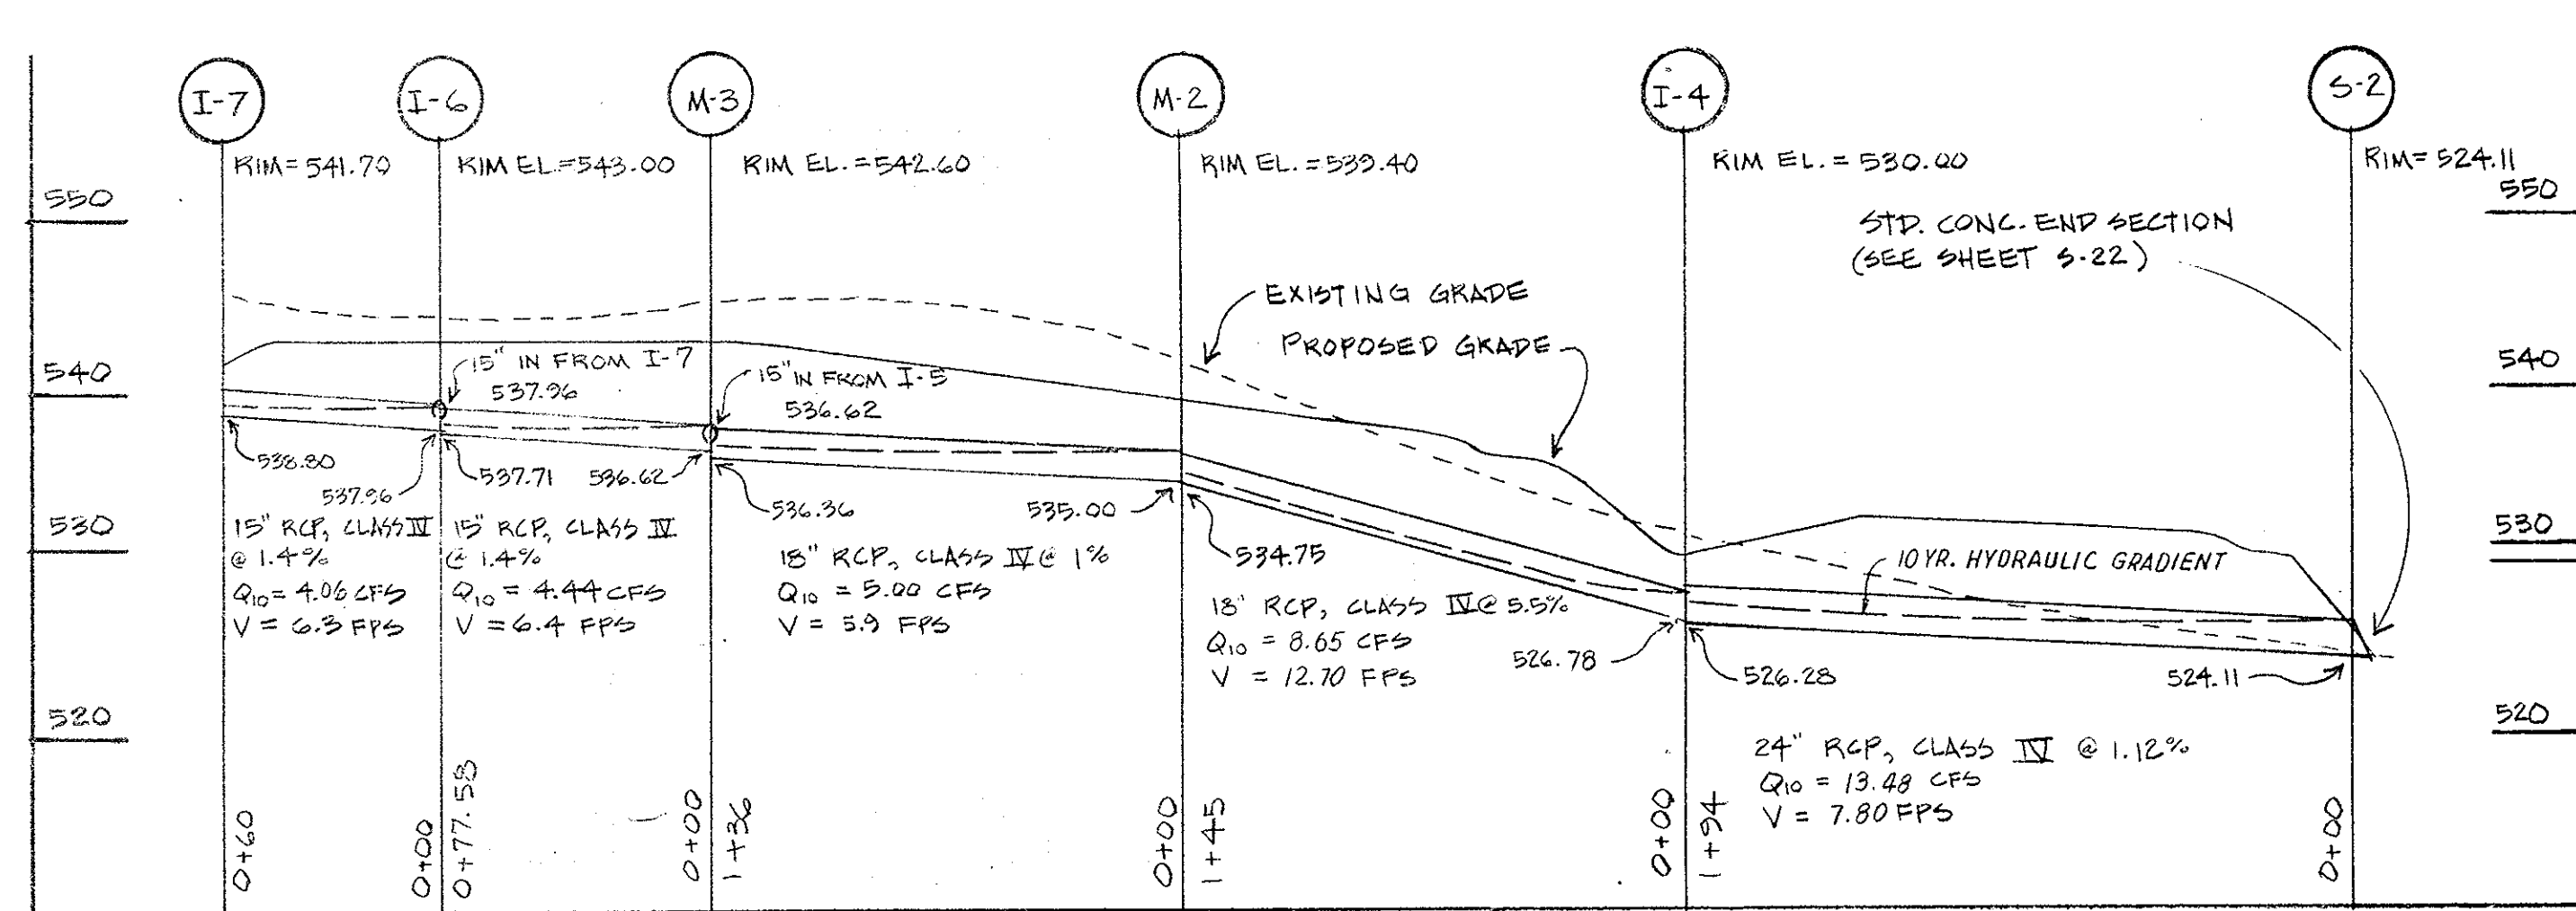 I-7
I-6
M-3
M-2
I-4
S-2
RIM= 541.70
RIM EL.=543.00
RIM EL.=542.60
RIM EL.=539.40
RIM EL.= 530.00
RIM= 524.11
550
550
STD. CONC. END SECTION
(SEE SHEET S-22)
EXISTING GRADE
PROPOSED GRADE
540
540
15" IN FROM I-7
537.96
15" IN FROM I-5
536.62
538.80
537.96
537.71
536.62
536.36
535.00
534.75
530
530
15" RCP, CLASS IV
@ 1.4%
Q10= 4.06 CFS
V = 6.3 FPS
15" RCP, CLASS IV
@ 1.4%
Q10 = 4.44 CFS
V = 6.4 FPS
18" RCP, CLASS IV @ 1%
Q10 = 5.00 CFS
V = 5.9 FPS
18" RCP, CLASS IV @ 5.5%
Q10 = 8.65 CFS
V = 12.70 FPS
10 YR. HYDRAULIC GRADIENT
526.78
526.28
524.11
520
520
24" RCP, CLASS IV @ 1.12%
Q10 = 13.48 CFS
V = 7.80 FPS
0+60
0+00
0+77.58
0+00
1+36
0+00
1+45
0+00
1+94
0+00